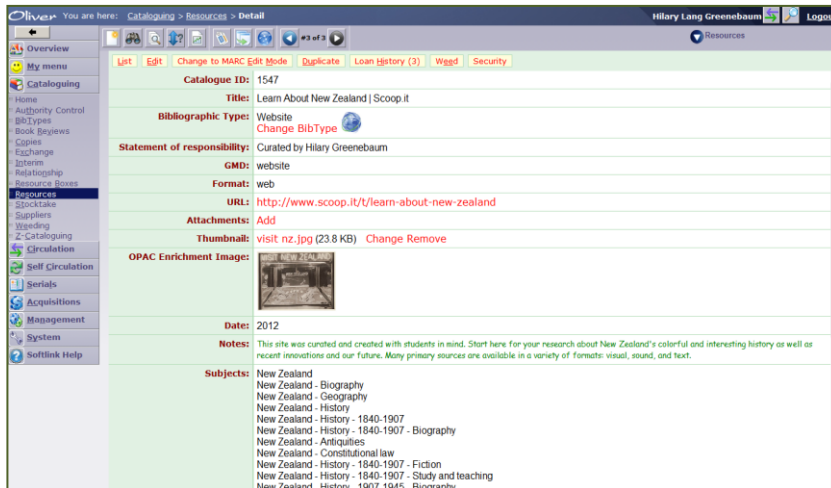 Oliver You are here: Cataloguing > Resources > Detail
Hilary Lang Greenebaum Logou
#3 of 3
Resources
Overview
My menu
Cataloguing
Home
Authority Control
BibTypes
Book Reviews
Copies
Exchange
Interim
Relationship
Resource Boxes
Resources
Stocktake
Suppliers
Weeding
Z-Cataloguing
Circulation
Self Circulation
Serials
Acquisitions
Management
System
Softlink Help
List Edit Change to MARC Edit Mode Duplicate Loan History (3) Weed Security
Catalogue ID: 1547
Title: Learn About New Zealand | Scoop.it
Bibliographic Type: Website
Change BibType
Statement of responsibility: Curated by Hilary Greenebaum
GMD: website
Format: web
URL: http://www.scoop.it/t/learn-about-new-zealand
Attachments: Add
Thumbnail: visit nz.jpg (23.8 KB) Change Remove
OPAC Enrichment Image:
VISIT NEW ZEALAND
Date: 2012
Notes: This site was curated and created with students in mind. Start here for your research about New Zealand's colorful and interesting history as well as
recent innovations and our future. Many primary sources are available in a variety of formats: visual, sound, and text.
Subjects: New Zealand
New Zealand - Biography
New Zealand - Geography
New Zealand - History
New Zealand - History - 1840-1907
New Zealand - History - 1840-1907 - Biography
New Zealand - Antiquities
New Zealand - Constitutional law
New Zealand - History - 1840-1907 - Fiction
New Zealand - History - 1840-1907 - Study and teaching
New Zealand - History - 1907-1945 - Biography